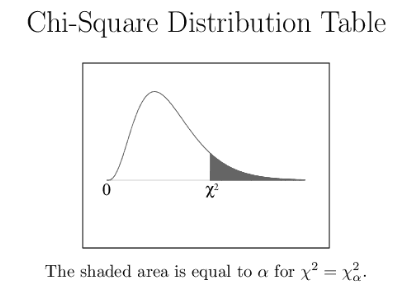 Chi-Square Distribution Table
0
χ²
The shaded area is equal to α for χ² = χ²α.